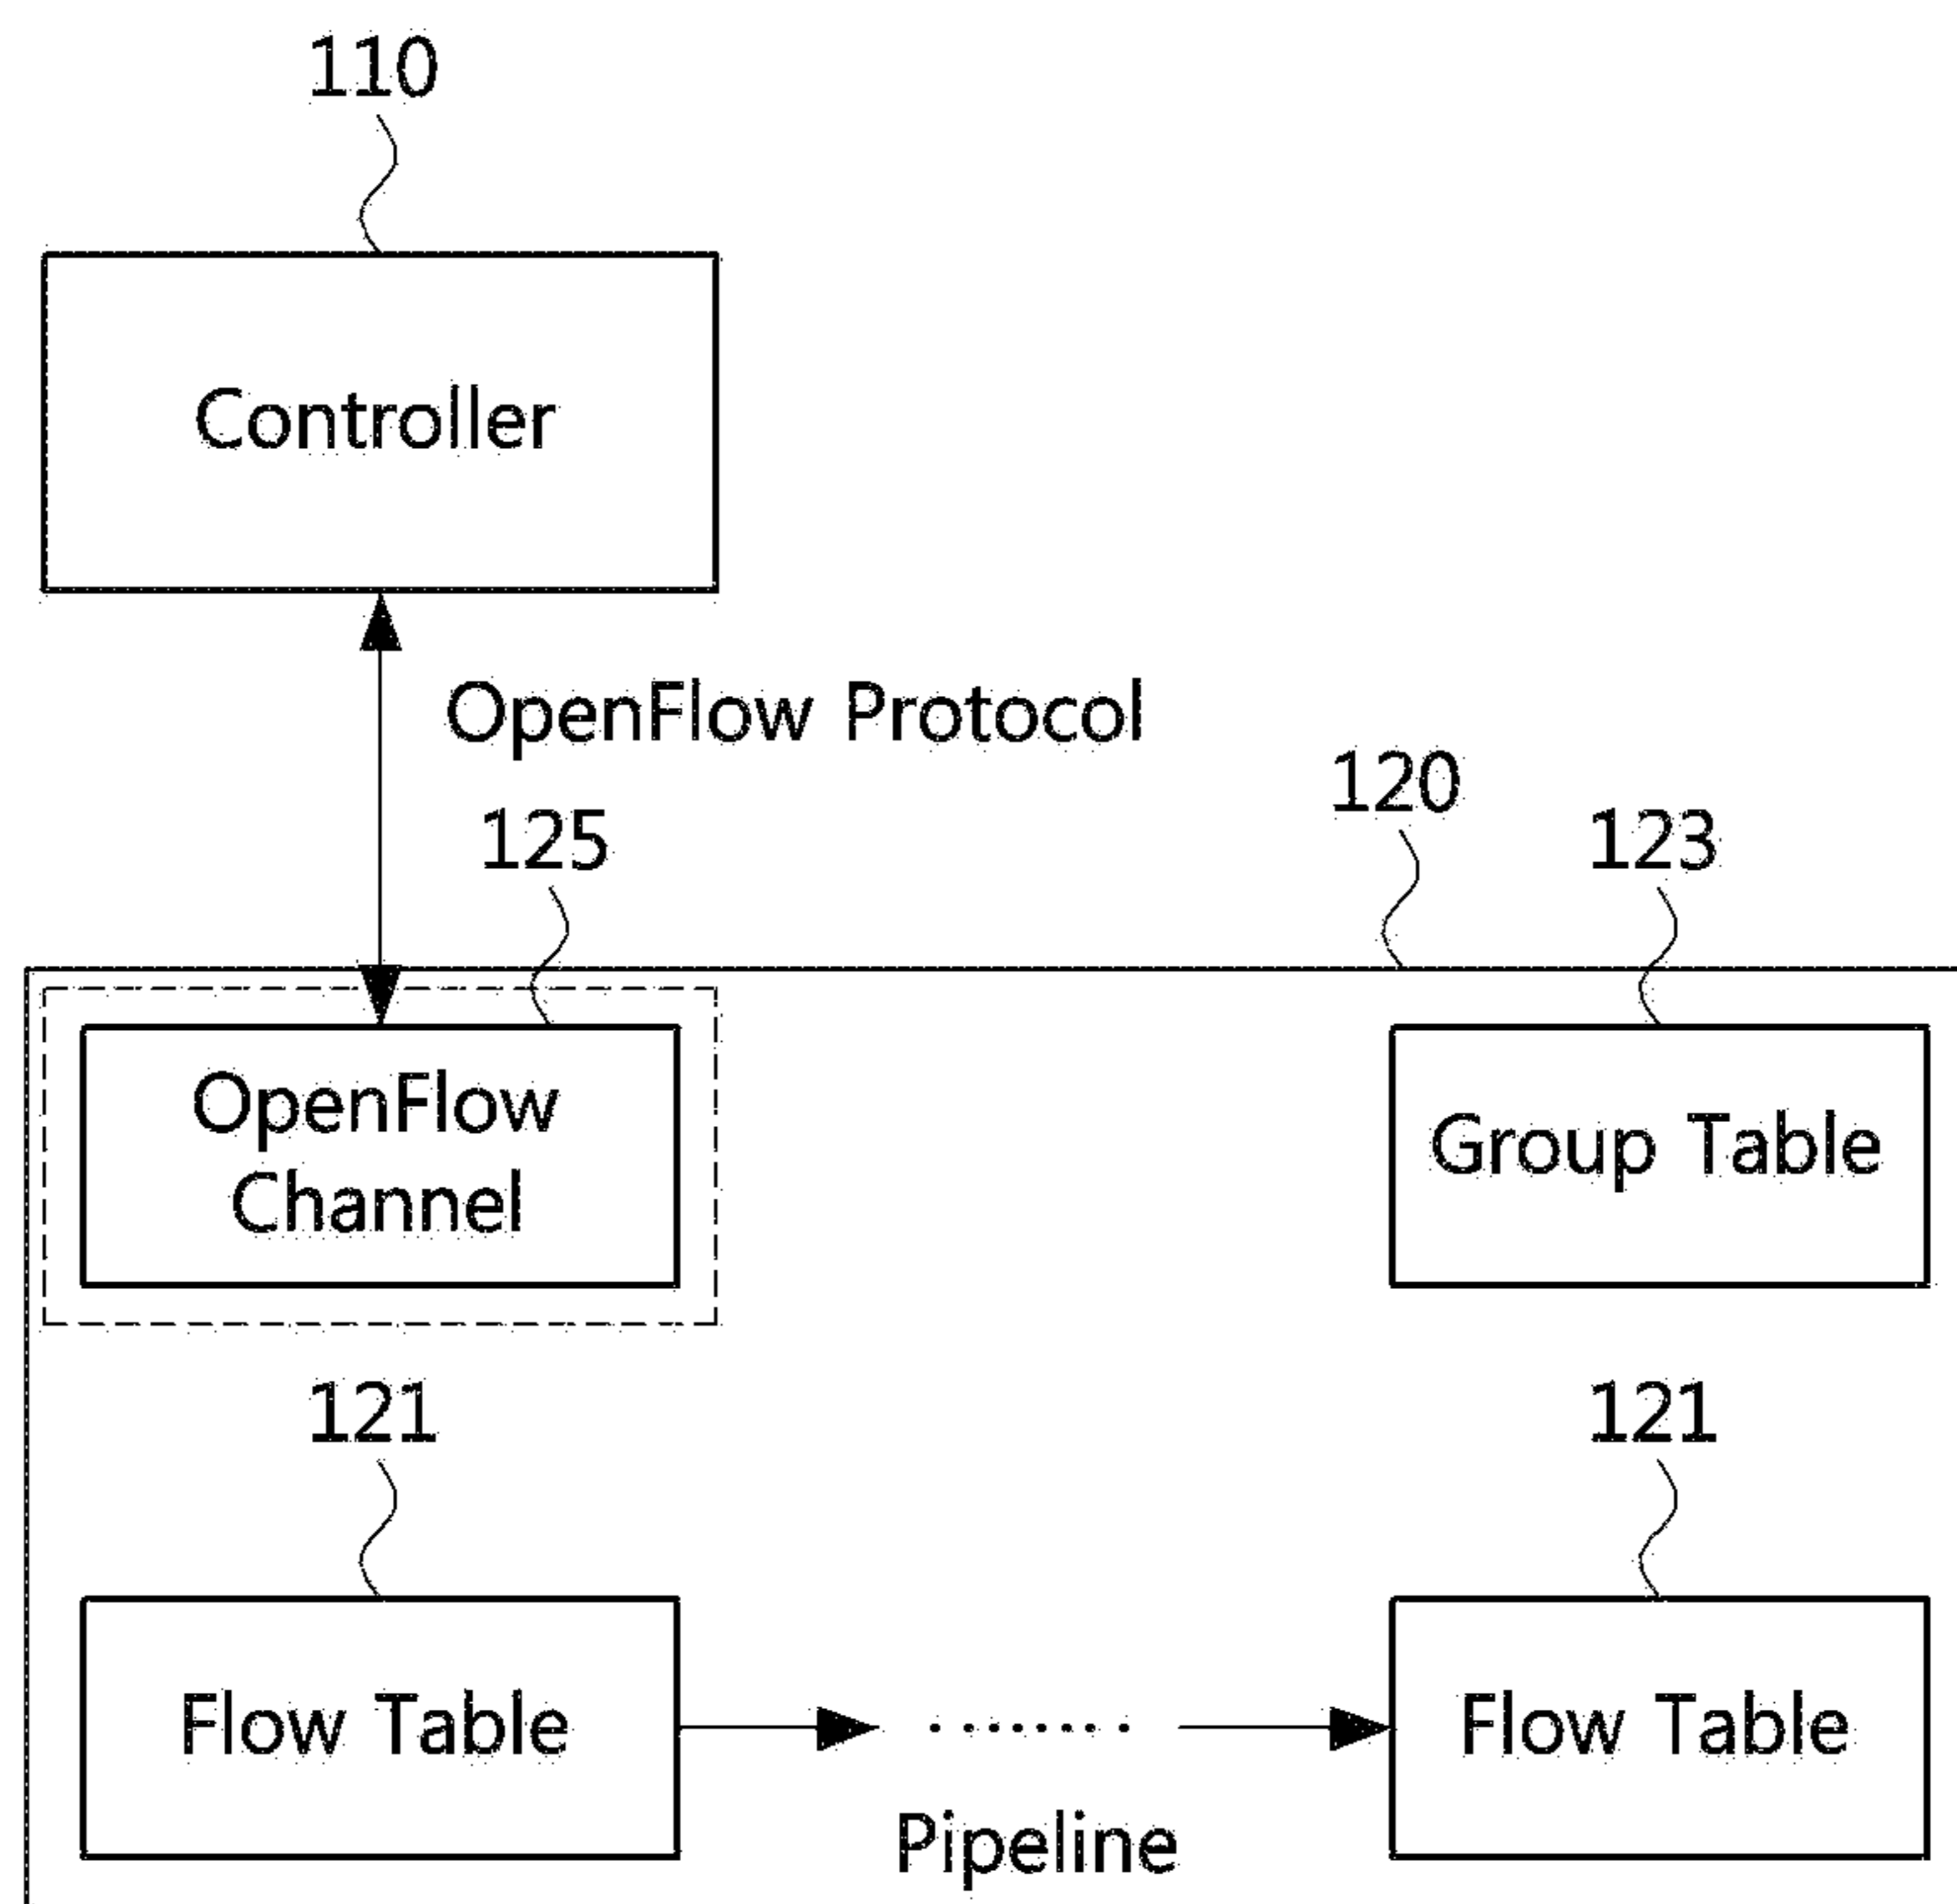 110
Controller
OpenFlow Protocol
120
125
123
OpenFlow
Channel
Group Table
121
121
Flow Table
Flow Table
Pipeline